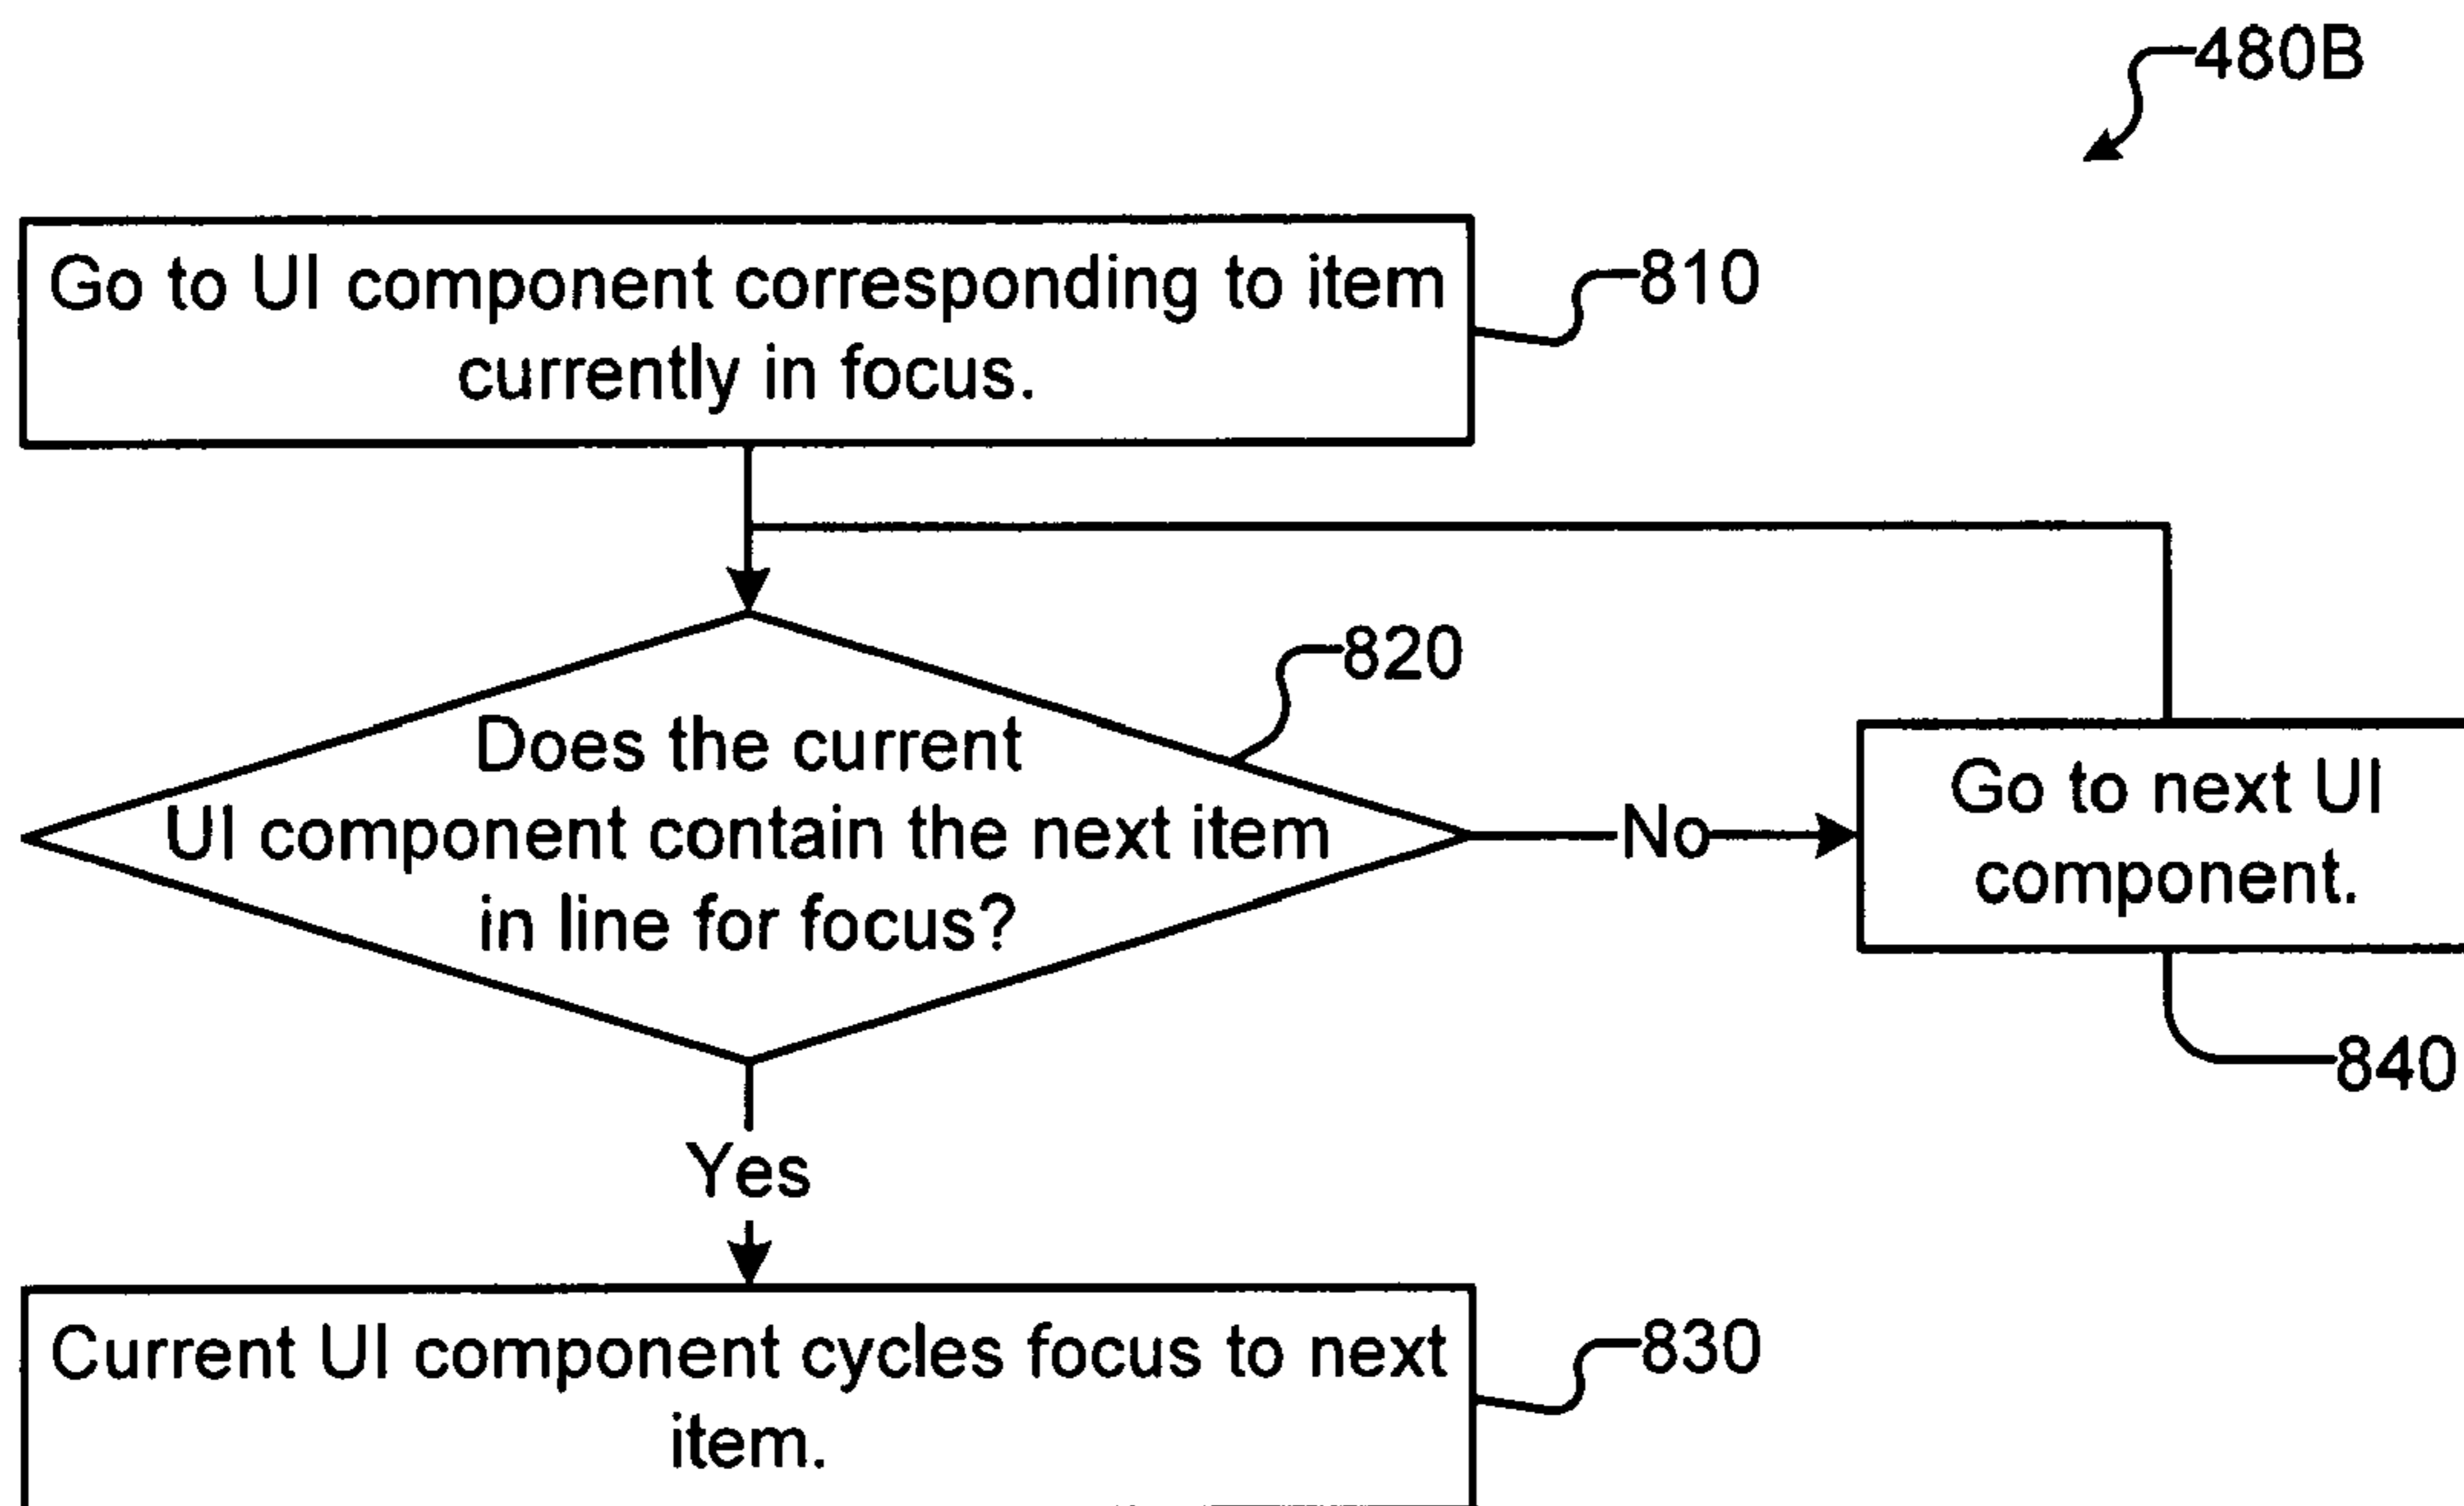 480B
Go to UI component corresponding to item
currently in focus.
810
820
Does the current
UI component contain the next item
in line for focus?
No
Go to next UI
component.
840
Yes
Current UI component cycles focus to next
item.
830